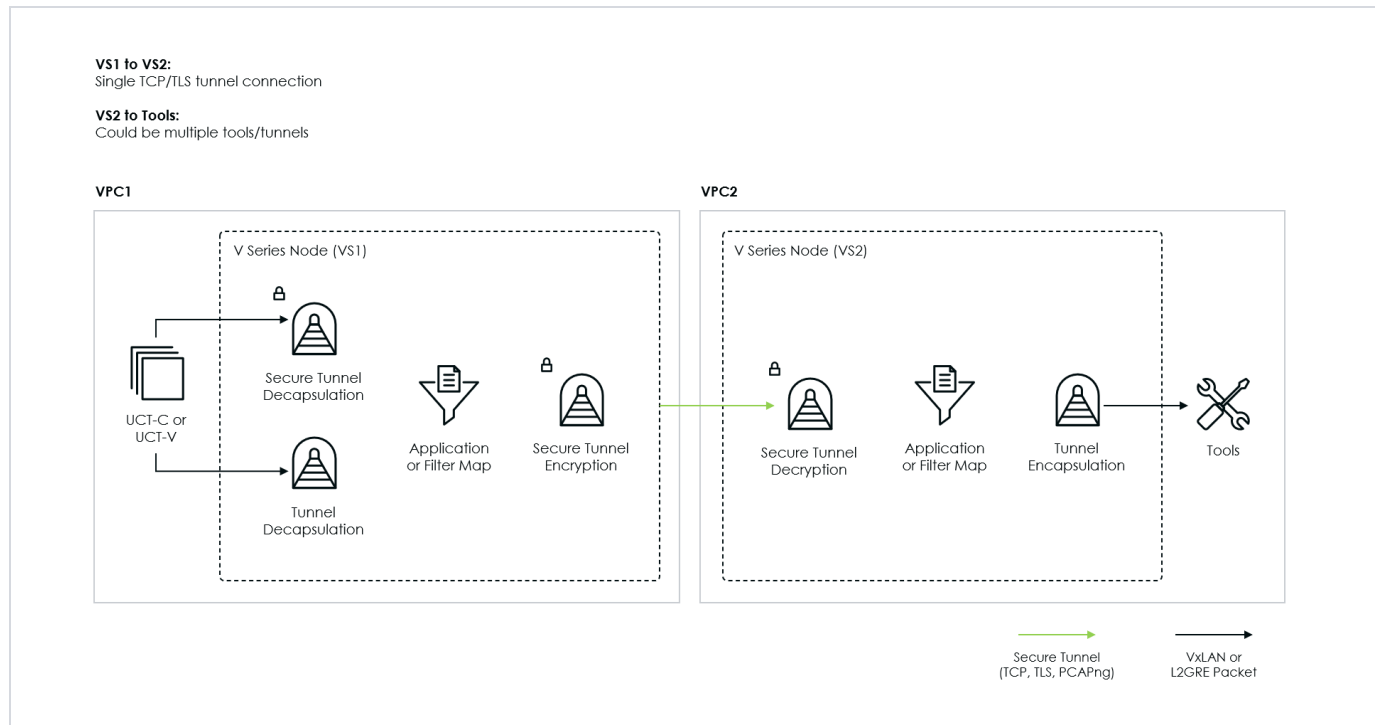 VS1 to VS2:
Single TCP/TLS tunnel connection
VS2 to Tools:
Could be multiple tools/tunnels
VPC1
VPC2
V Series Node (VS1)
Secure Tunnel
Decapsulation
UCT-C or
UCT-V
Application
or Filter Map
Secure Tunnel
Encryption
Tunnel
Decapsulation
V Series Node (VS2)
Secure Tunnel
Decryption
Application
or Filter Map
Tunnel
Encapsulation
Tools
Secure Tunnel
(TCP, TLS, PCAPng)
VxLAN or
L2GRE Packet